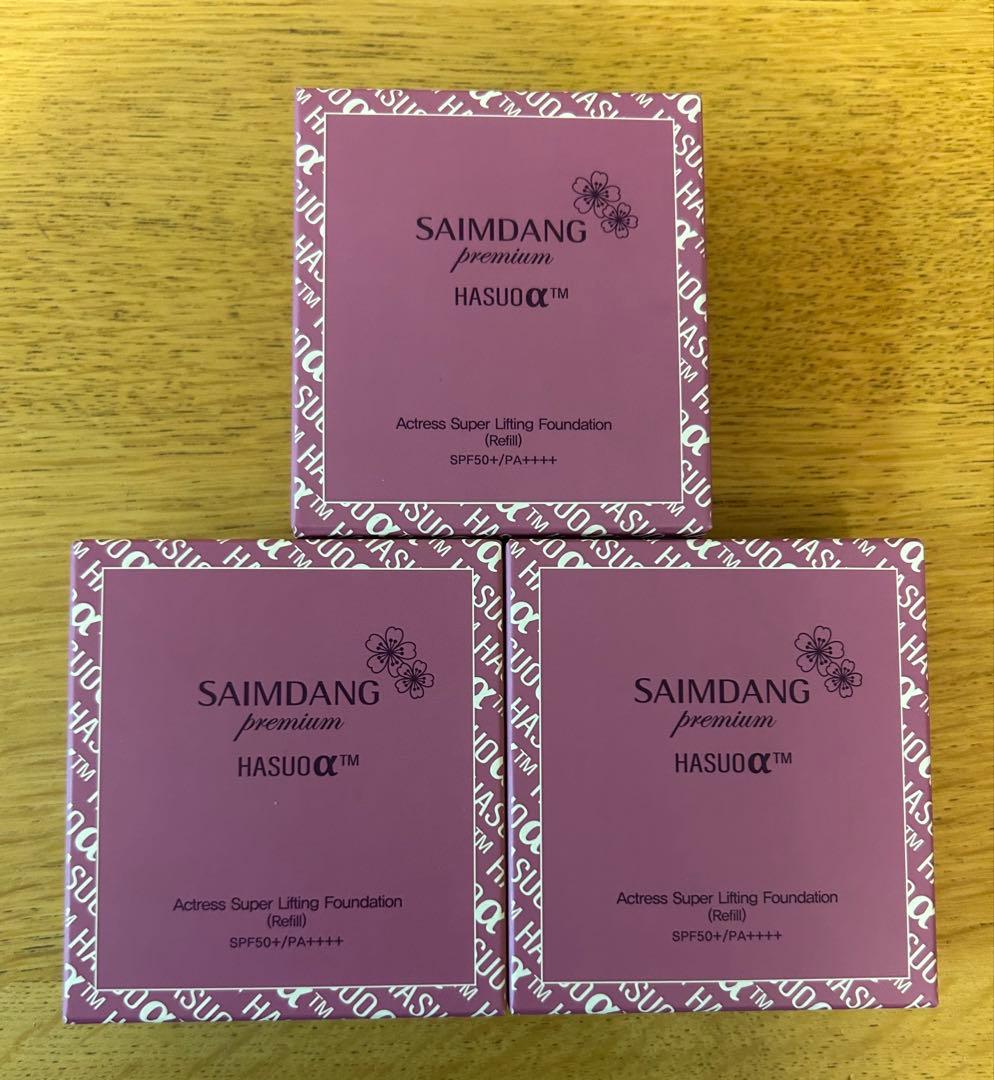 SAIMDANG
premium
HASUOα™
Actress Super Lifting Foundation
(Refill)
SPF50+/PA++++
SAIMDANG
premium
HASUOα™
Actress Super Lifting Foundation
(Refill)
SPF50+/PA++++
SAIMDANG
premium
HASUOα™
Actress Super Lifting Foundation
(Refill)
SPF50+/PA++++